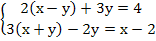 2(x−y) + 3y = 4
3(x+y) − 2y = x − 2